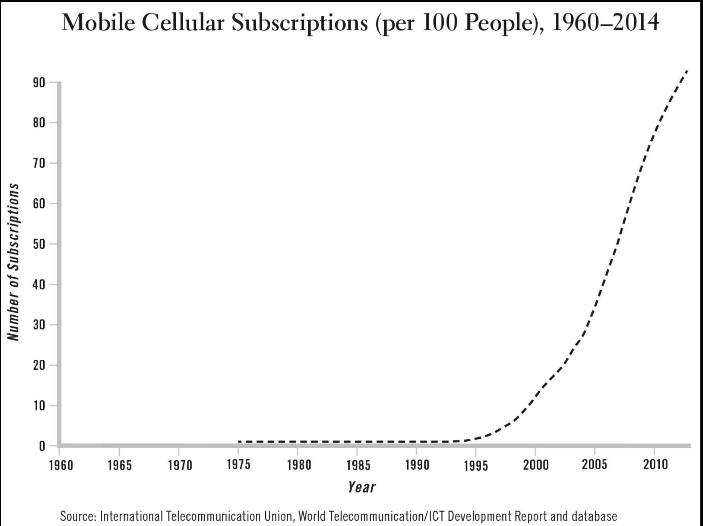 Mobile Cellular Subscriptions (per 100 People), 1960–2014
90
80
70
60
50
40
30
20
10
0
Number of Subscriptions
1960 1965 1970 1975 1980 1985 1990 1995 2000 2005 2010
Year
Source: International Telecommunication Union, World Telecommunication/ICT Development Report and database